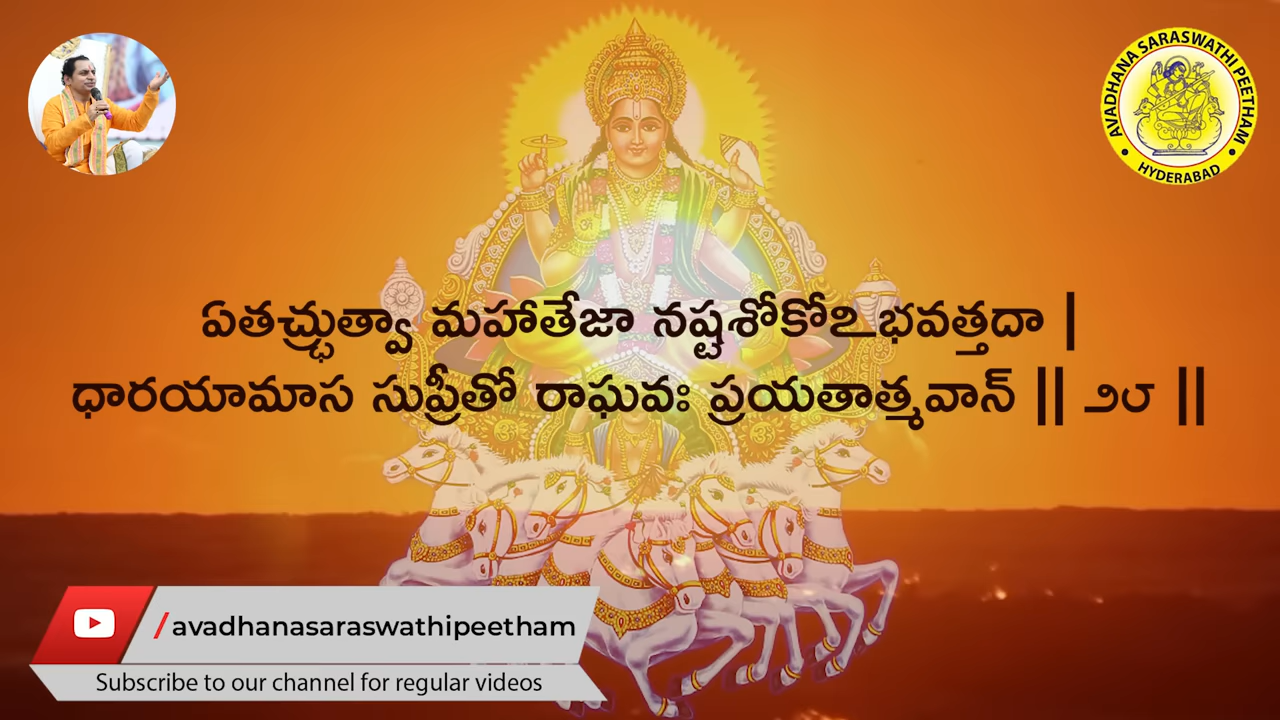 AVADHANA SARASWATHI PEETHAM
• HYDERABAD •
ఏతచ్ఛ్రుత్వా మహాతేజా నష్టశోకోఽభవత్తదా |
ధారయామాస సుప్రీతో రాఘవః ప్రయతాత్మవాన్ || ౨౮ ||
/avadhanasaraswathipeetham
Subscribe to our channel for regular videos